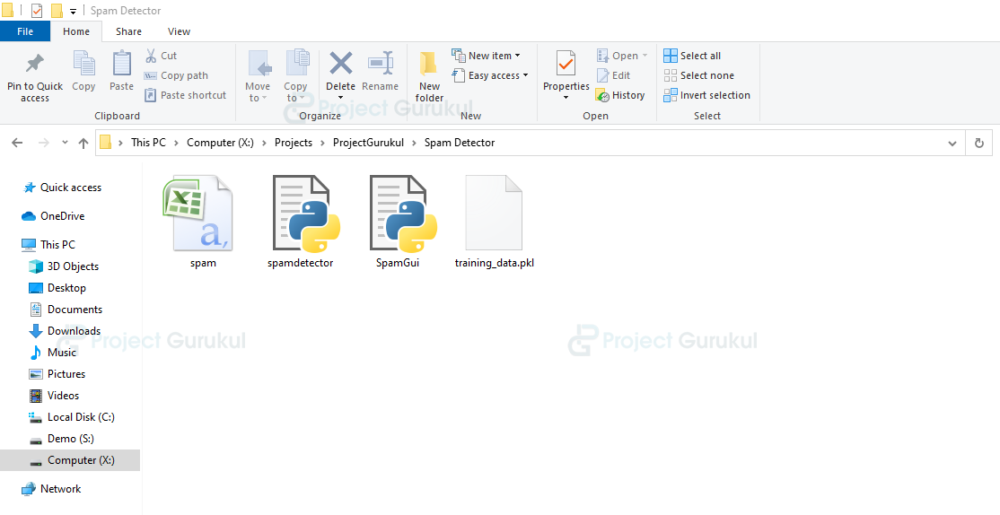 Spam Detector
File Home Share View
Pin to Quick access
Copy
Paste
Cut
Copy path
Paste shortcut
Clipboard
Move to
Copy to
Delete
Rename
Organize
New folder
New item
Easy access
New
Properties
Open
Edit
History
Open
Select all
Select none
Invert selection
Select
Project Gurukul
This PC > Computer (X:) > Projects > ProjectGurukul > Spam Detector
Quick access
OneDrive
This PC
3D Objects
Desktop
Documents
Downloads
Music
Pictures
Videos
Local Disk (C:)
Demo (S:)
Computer (X:)
Network
a,
spam
spamdetector
SpamGui
training_data.pkl
Project Gurukul
Project Gurukul